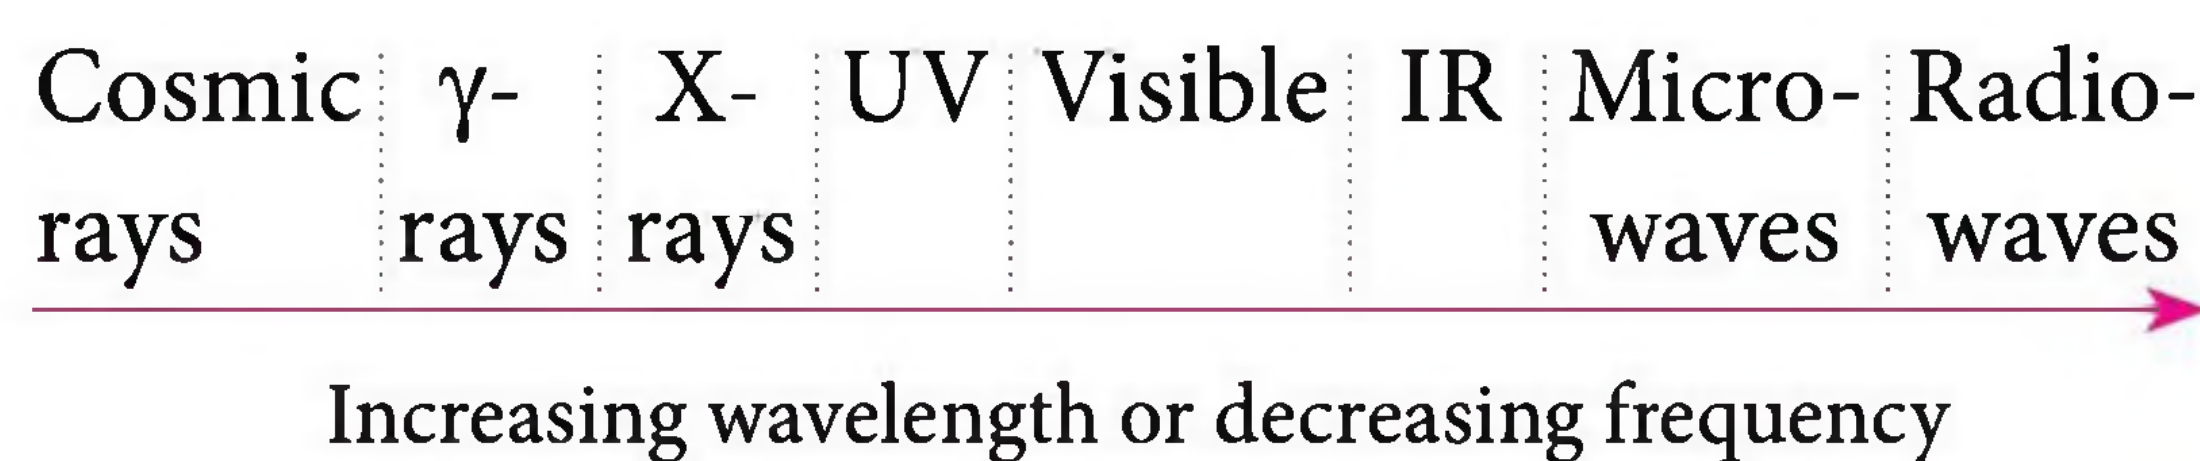 Cosmic γ- X- UV Visible IR Micro- Radio-
rays rays rays waves waves
Increasing wavelength or decreasing frequency